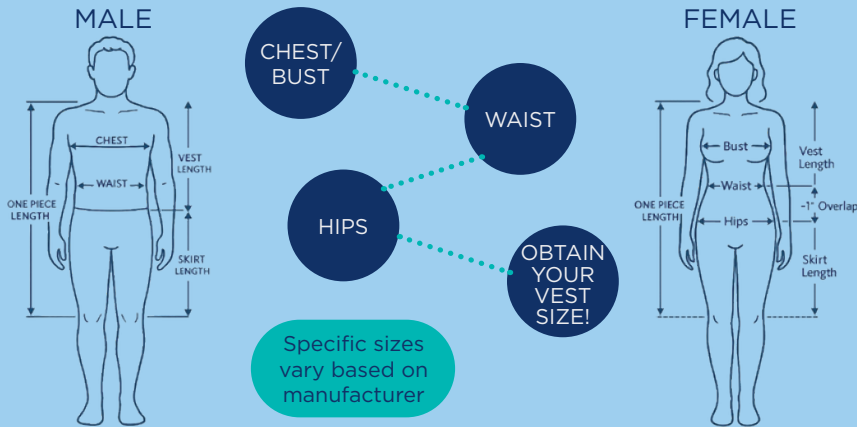 MALE
CHEST
WAIST
VEST
LENGTH
ONE PIECE
LENGTH
SKIRT
LENGTH
CHEST/
BUST
WAIST
HIPS
OBTAIN
YOUR
VEST
SIZE!
Specific sizes
vary based on
manufacturer
FEMALE
Bust
Waist
Hips
Vest
Length
ONE PIECE
LENGTH
~1" Overlap
Skirt
Length